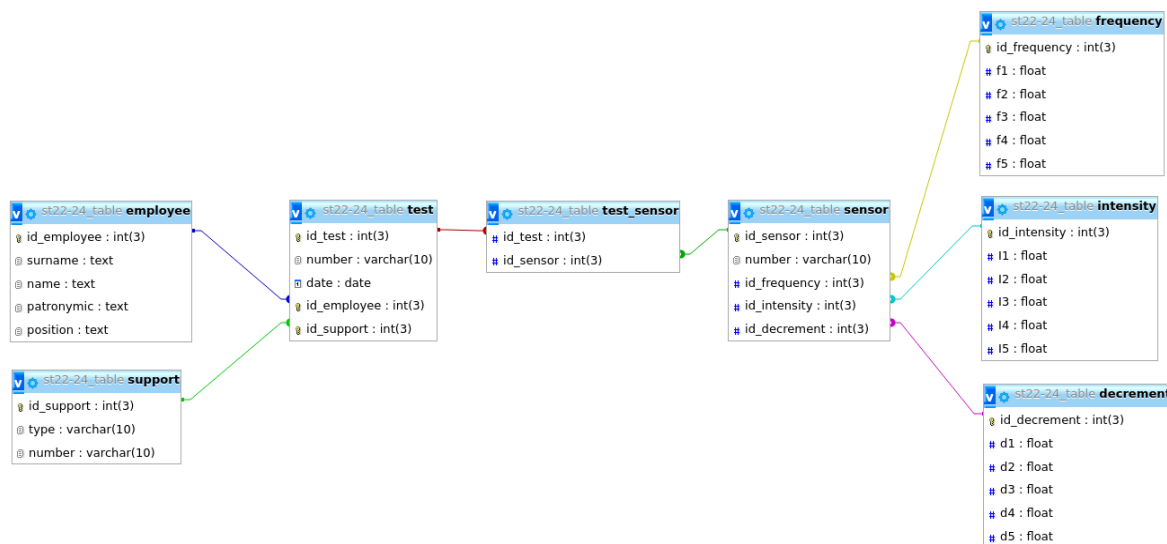 st22-24_table frequency
id_frequency : int(3)
f1 : float
f2 : float
f3 : float
f4 : float
f5 : float
st22-24_table employee
id_employee : int(3)
surname : text
name : text
patronymic : text
position : text
st22-24_table test
id_test : int(3)
number : varchar(10)
date : date
id_employee : int(3)
id_support : int(3)
st22-24_table test_sensor
id_test : int(3)
id_sensor : int(3)
st22-24_table sensor
id_sensor : int(3)
number : varchar(10)
id_frequency : int(3)
id_intensity : int(3)
id_decrement : int(3)
st22-24_table intensity
id_intensity : int(3)
I1 : float
I2 : float
I3 : float
I4 : float
I5 : float
st22-24_table support
id_support : int(3)
type : varchar(10)
number : varchar(10)
st22-24_table decrement
id_decrement : int(3)
d1 : float
d2 : float
d3 : float
d4 : float
d5 : float